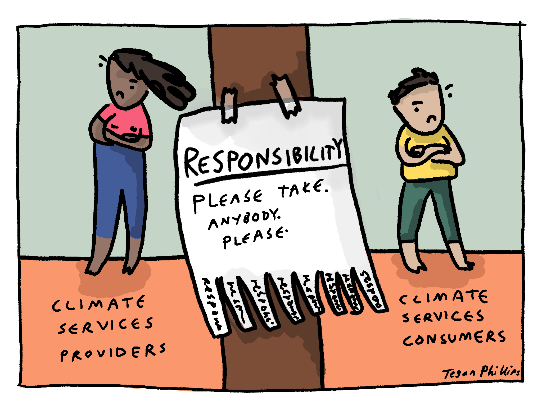 RESPONSIBILITY
PLEASE TAKE.
ANYBODY.
PLEASE.
CLIMATE
SERVICES
PROVIDERS
CLIMATE
SERVICES
CONSUMERS
Tegan Phillips